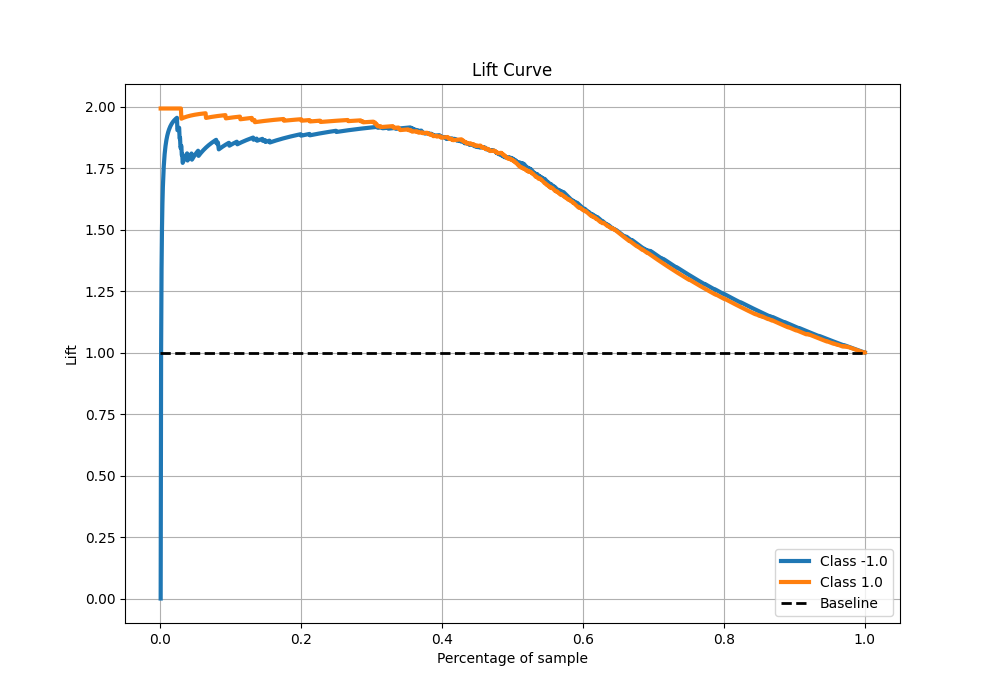 Lift Curve
Lift
2.00
1.75
1.50
1.25
1.00
0.75
0.50
0.25
0.00
Class -1.0
Class 1.0
Baseline
0.0 0.2 0.4 0.6 0.8 1.0
Percentage of sample